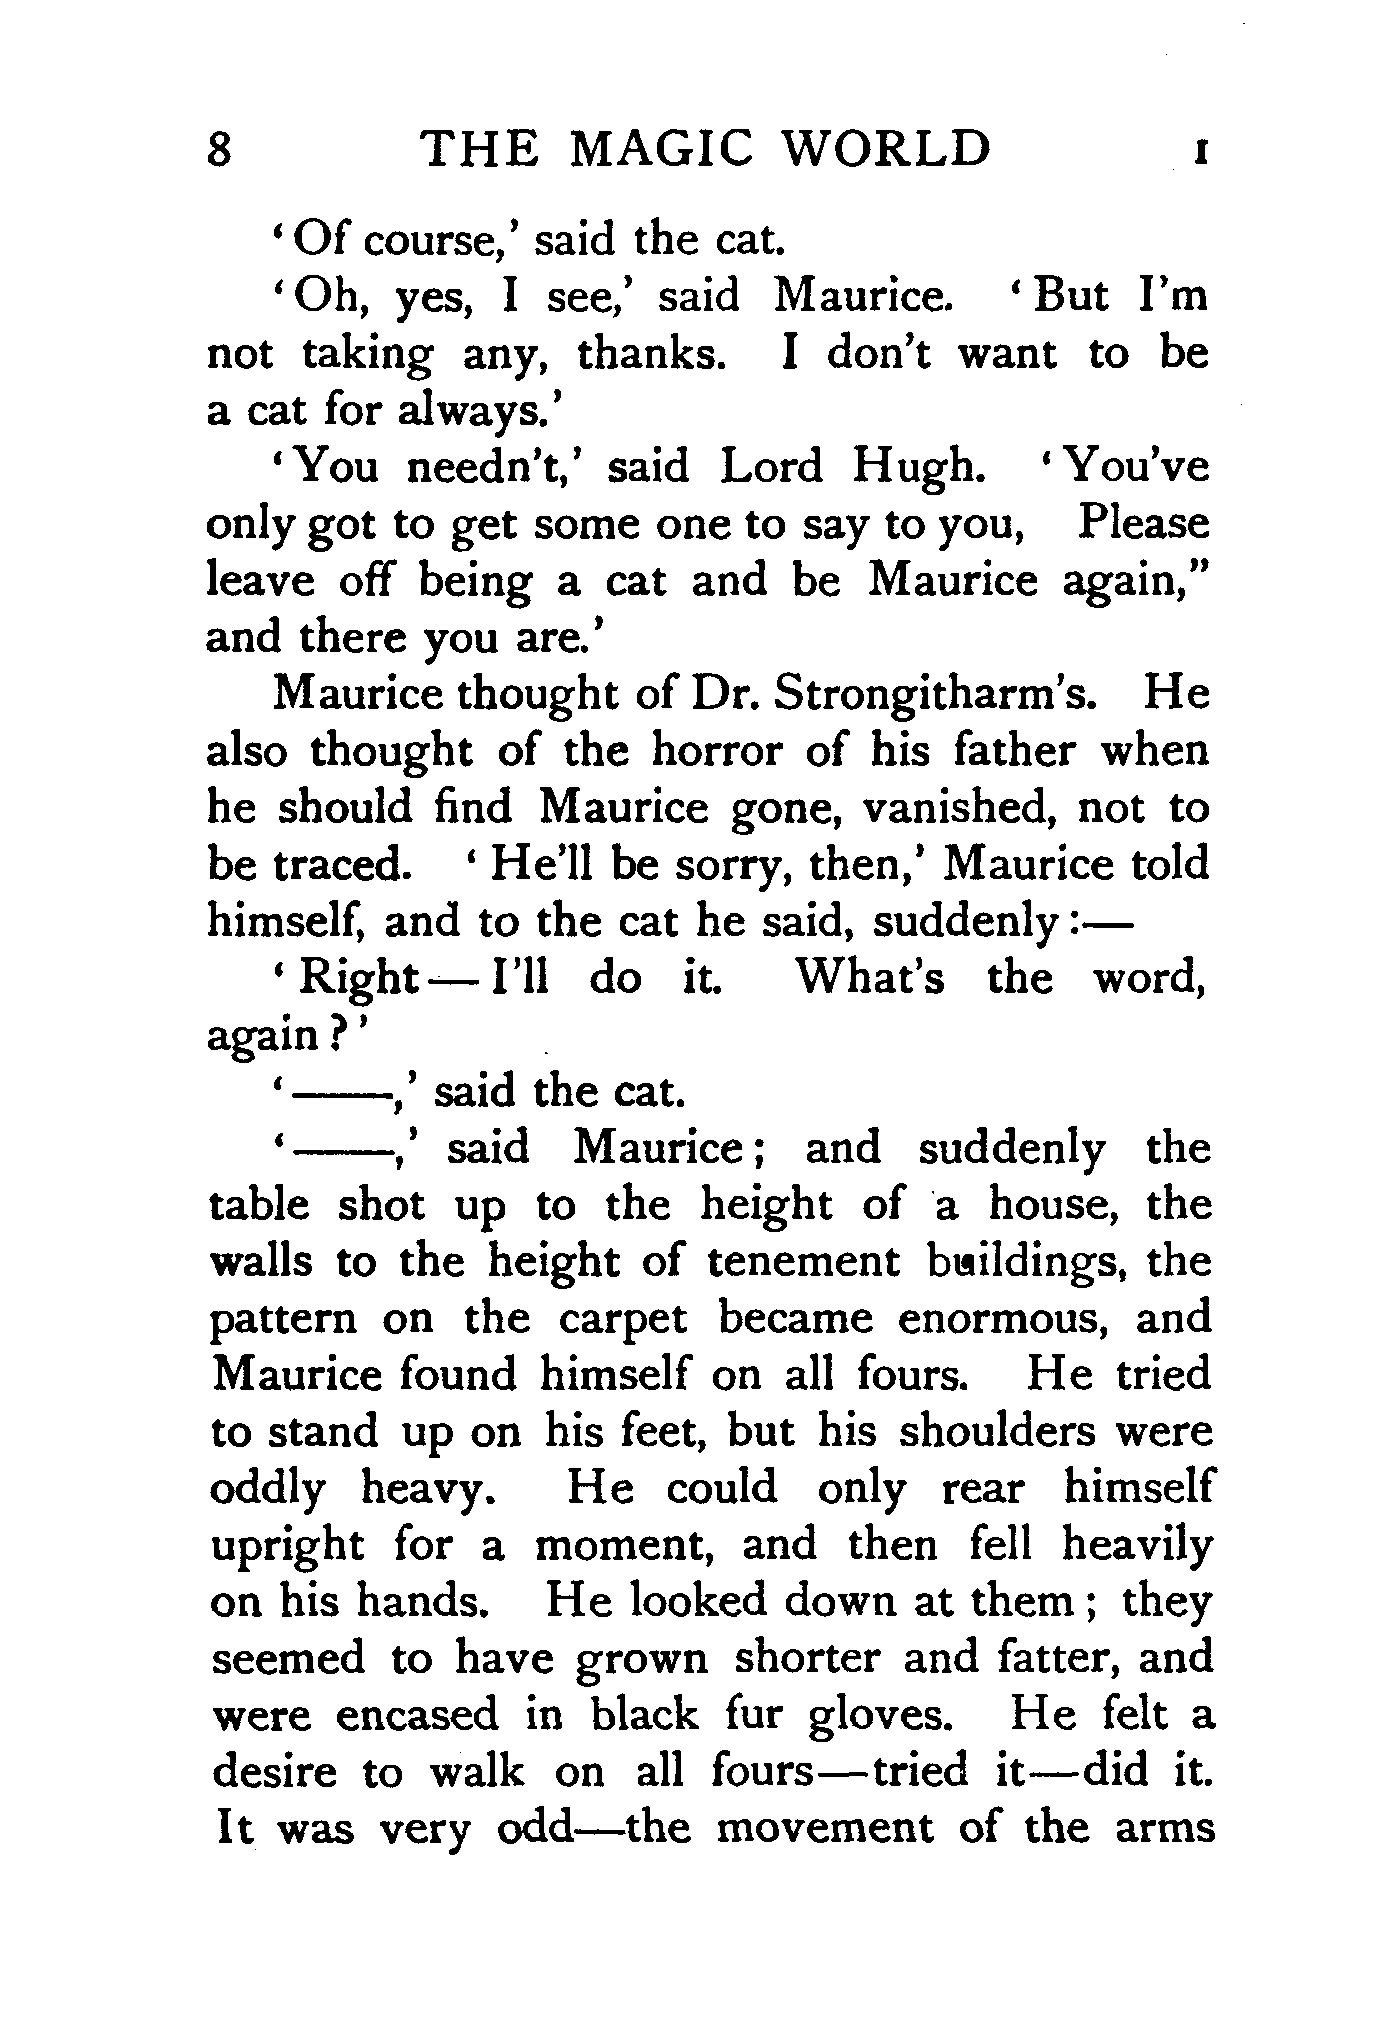 8 THE MAGIC WORLD I
‘Of course,’ said the cat.
‘Oh, yes, I see,’ said Maurice. ‘But I’m
not taking any, thanks. I don’t want to be
a cat for always.’
‘You needn’t,’ said Lord Hugh. ‘You’ve
only got to get some one to say to you, Please
leave off being a cat and be Maurice again,”
and there you are.’
Maurice thought of Dr. Strongitharm’s. He
also thought of the horror of his father when
he should find Maurice gone, vanished, not to
be traced. ‘He’ll be sorry, then,’ Maurice told
himself, and to the cat he said, suddenly:—
‘Right—I’ll do it. What’s the word,
again?’
‘——,’ said the cat.
‘——,’ said Maurice; and suddenly the
table shot up to the height of a house, the
walls to the height of tenement buildings, the
pattern on the carpet became enormous, and
Maurice found himself on all fours. He tried
to stand up on his feet, but his shoulders were
oddly heavy. He could only rear himself
upright for a moment, and then fell heavily
on his hands. He looked down at them; they
seemed to have grown shorter and fatter, and
were encased in black fur gloves. He felt a
desire to walk on all fours—tried it—did it.
It was very odd—the movement of the arms